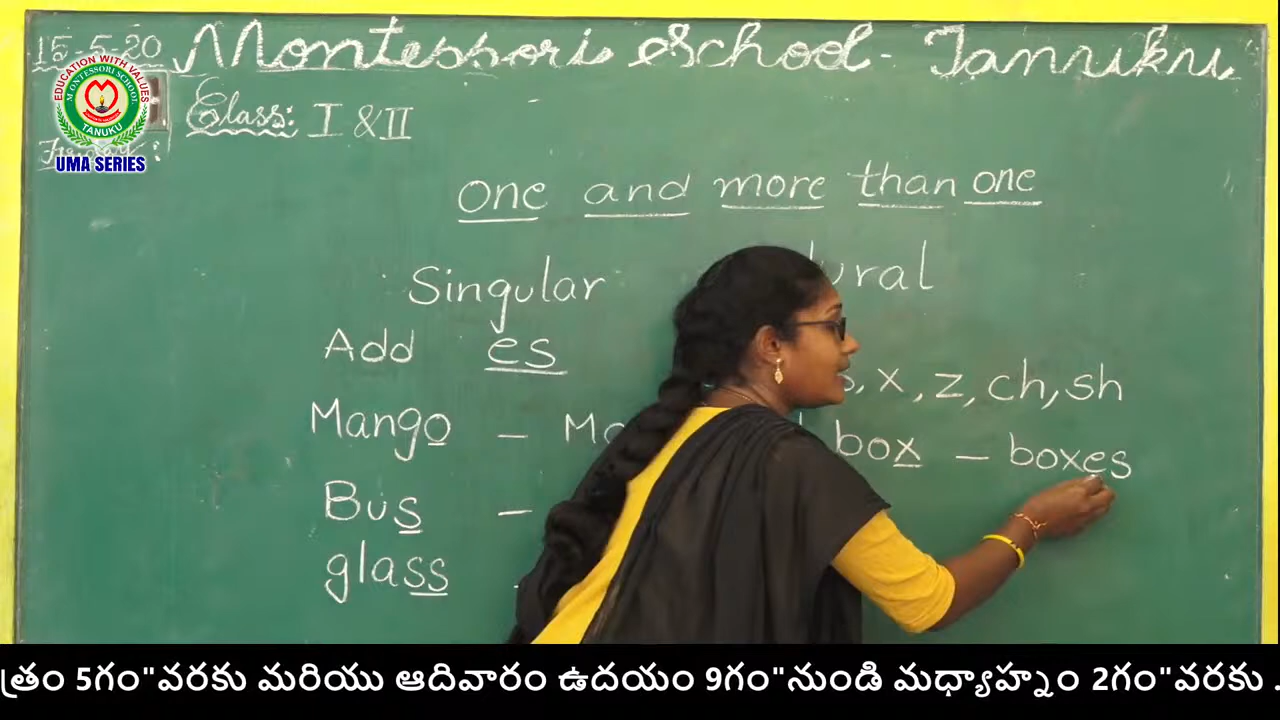 15-5-20 Montessori School - Tanuku
EDUCATION WITH VALUES
MONTESSORI SCHOOL
TANUKU
UMA SERIES
Class: I & II
one and more than one
Singular ural
Add es s, x, z, ch, sh
Mango - Ma box - boxes
Bus -
glass -
త్రం 5గం"వరకు మరియు ఆదివారం ఉదయం 9గం"నుండి మధ్యాహ్నం 2గం"వరకు .